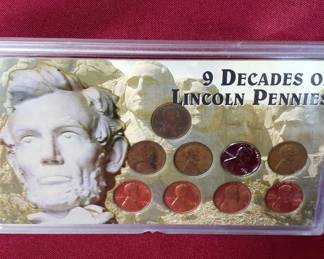 9 DECADES O
LINCOLN PENNIES